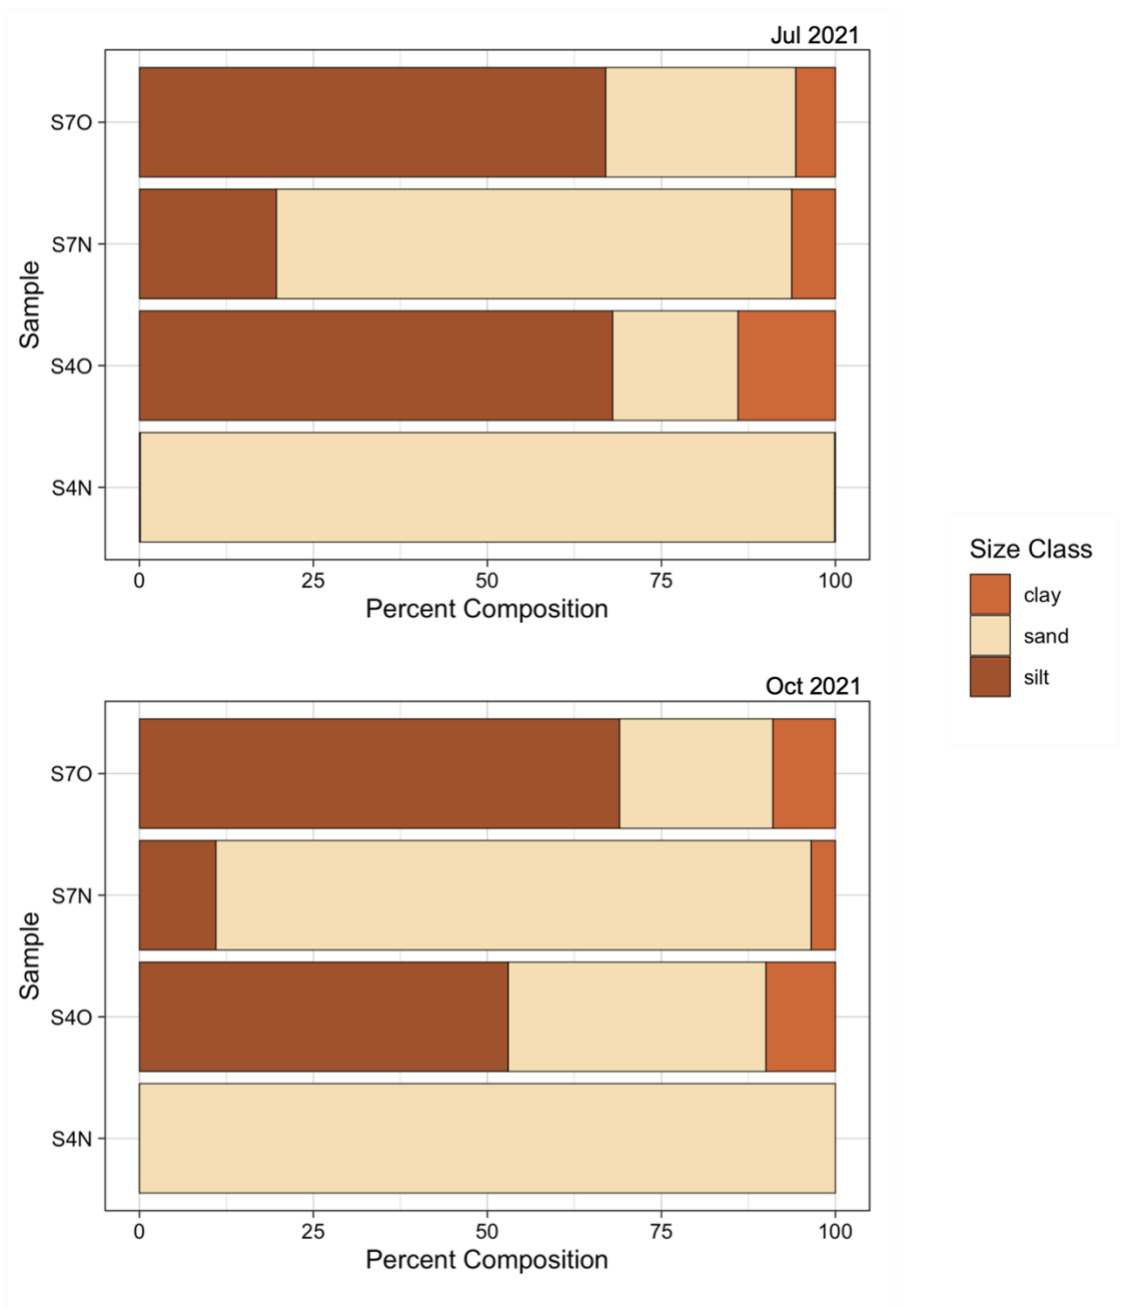 Jul 2021
S7O
S7N
S4O
S4N
Sample
0 25 50 75 100
Percent Composition
Size Class
clay
sand
silt
Oct 2021
S7O
S7N
S4O
S4N
Sample
0 25 50 75 100
Percent Composition